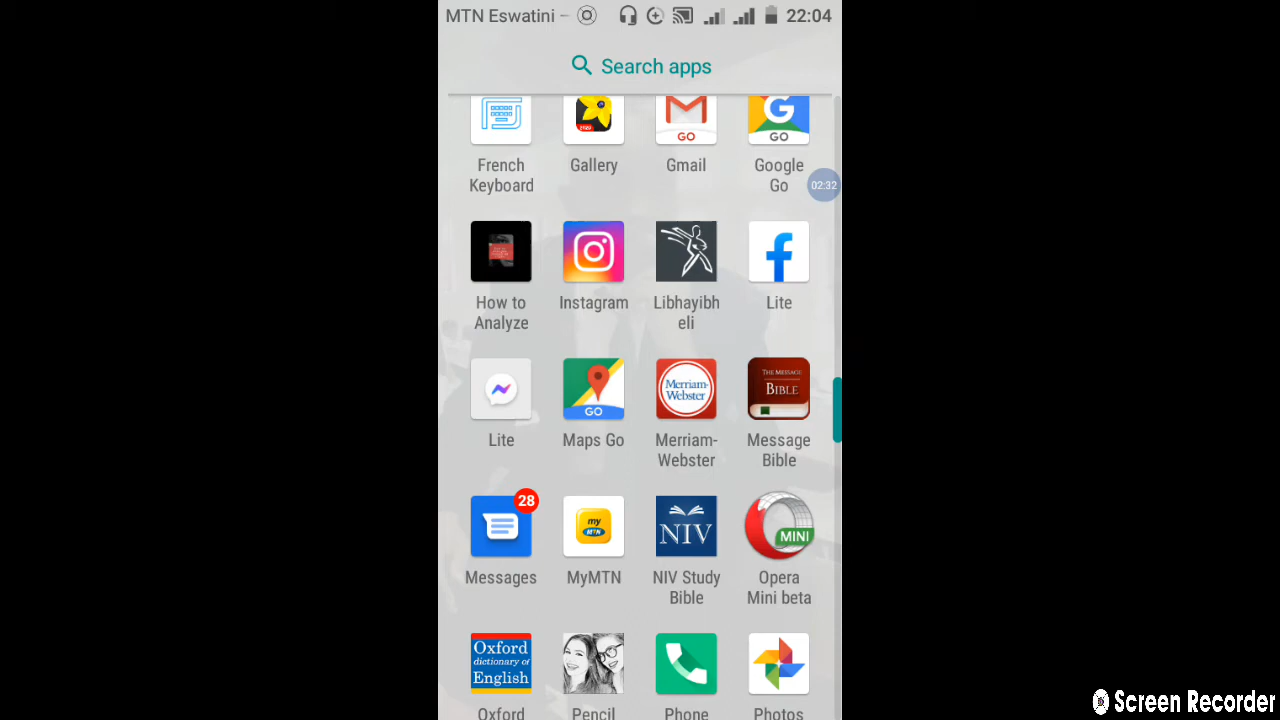 MTN Eswatini –
22:04
Search apps
GO
GO
French Keyboard
Gallery
Gmail
Google Go
02:32
How to Analyze
Instagram
Libhayibheli
Lite
GO
Merriam-Webster
THE MESSAGE
BIBLE
Lite
Maps Go
Merriam-Webster
Message Bible
28
my
MTN
NIV
MINI
Messages
MyMTN
NIV Study Bible
Opera Mini beta
Oxford
dictionary of
English
Oxford
Pencil
Phone
Photos
Screen Recorder